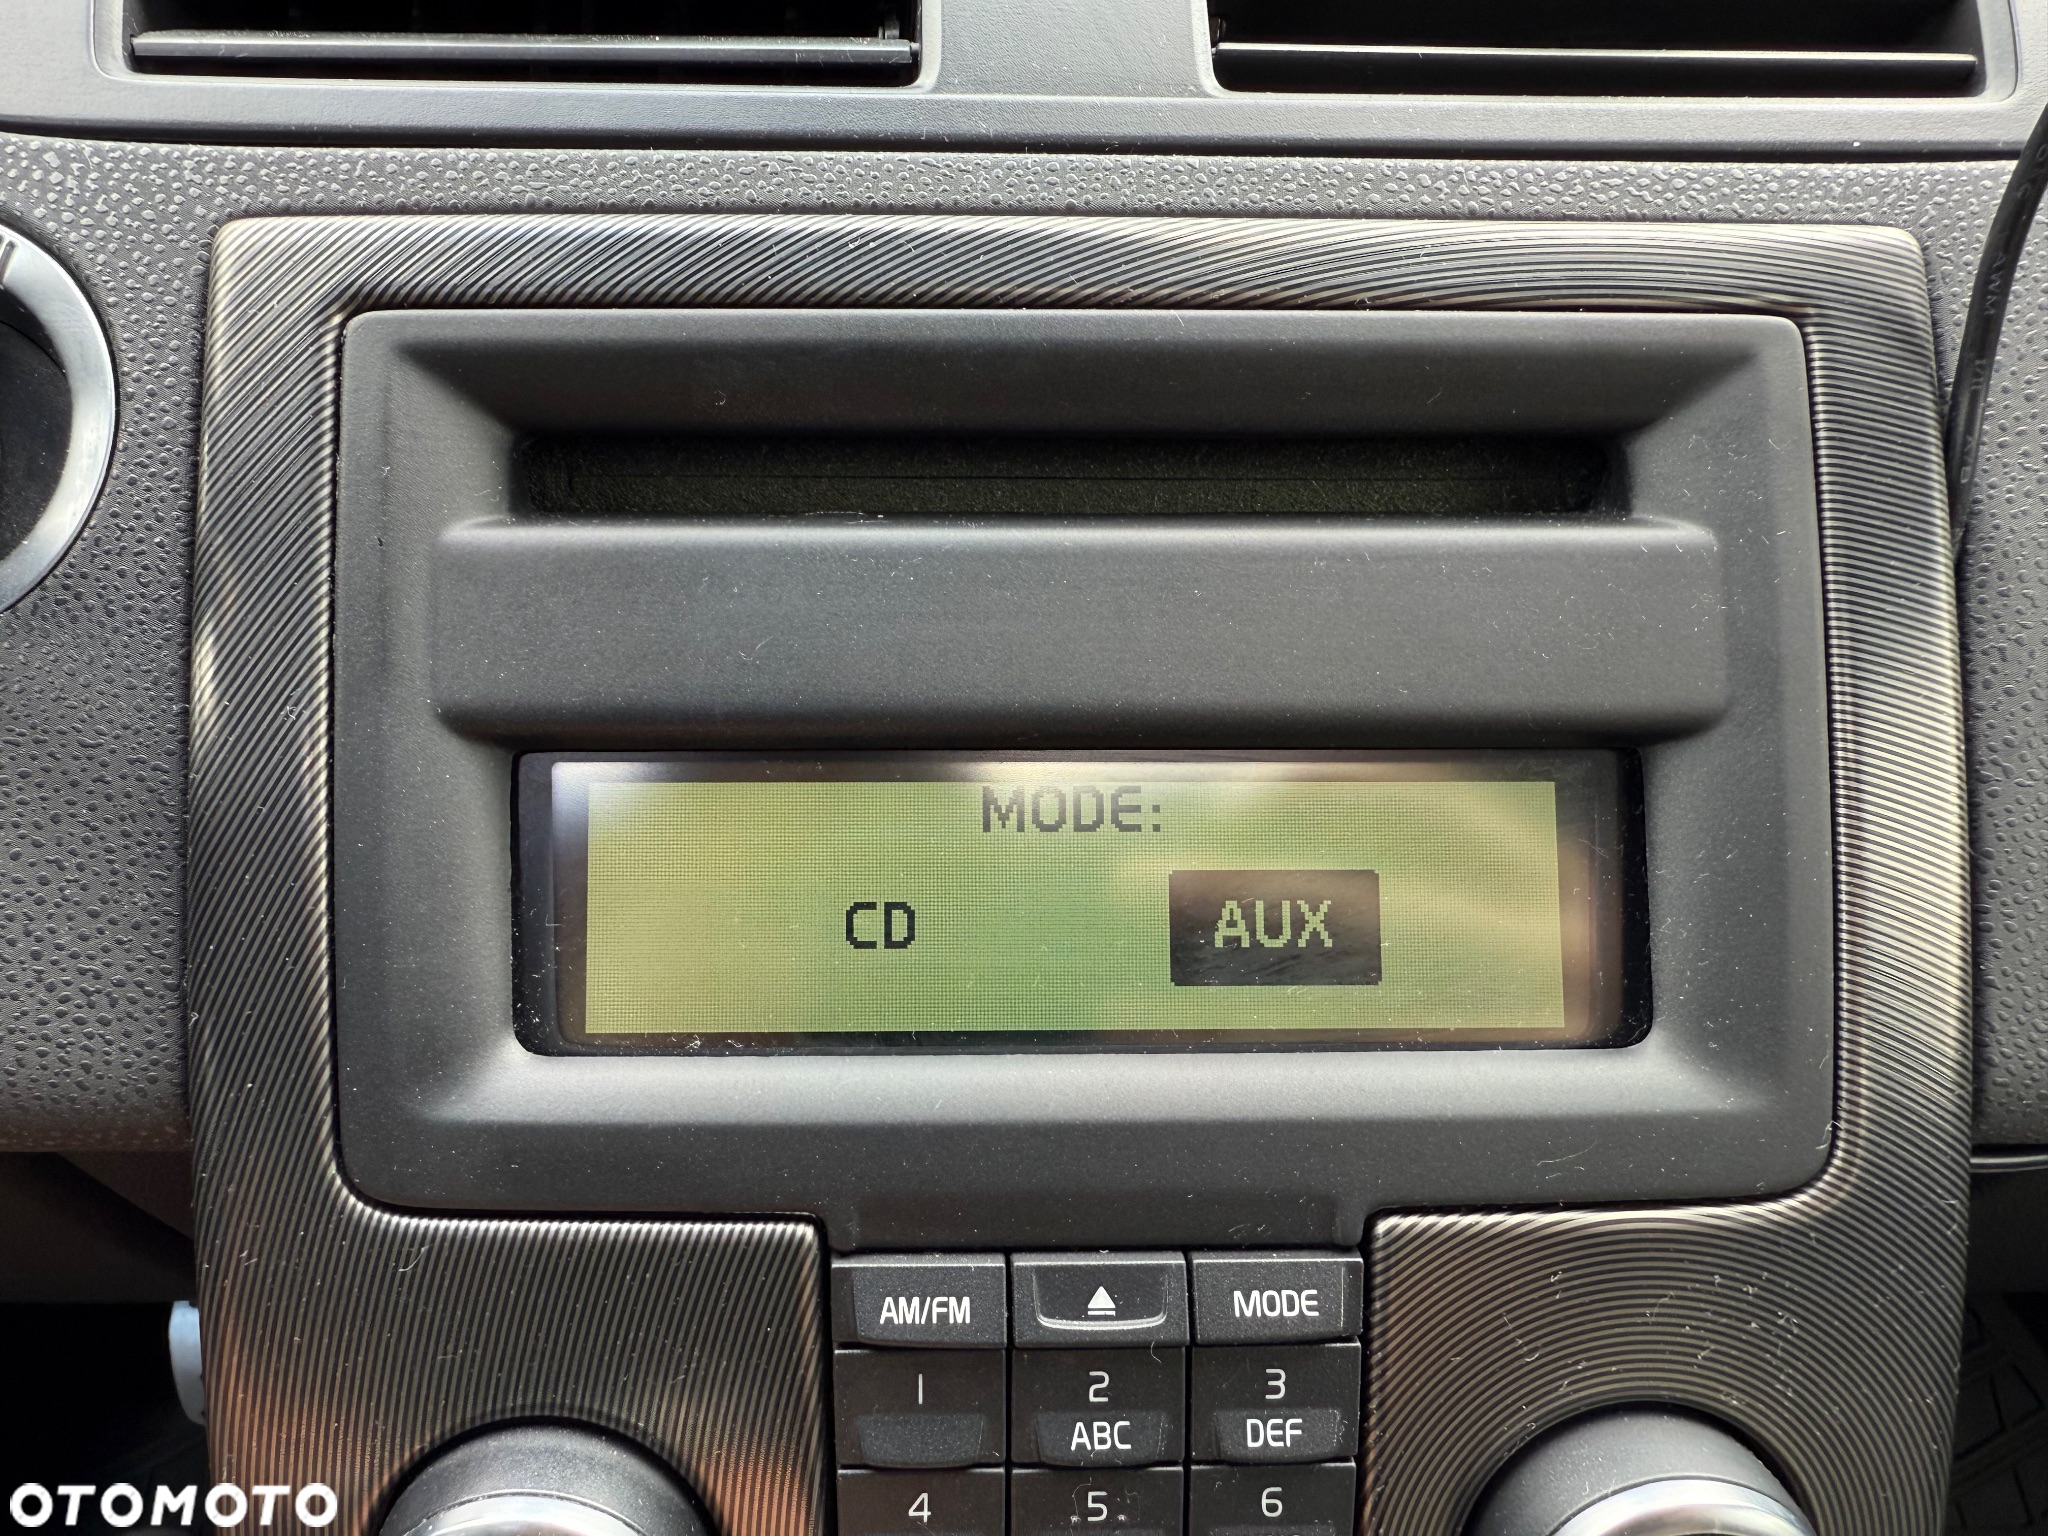 MODE:
CD AUX
AM/FM MODE
1 2 3
ABC DEF
4 5 6
OTOMOTO